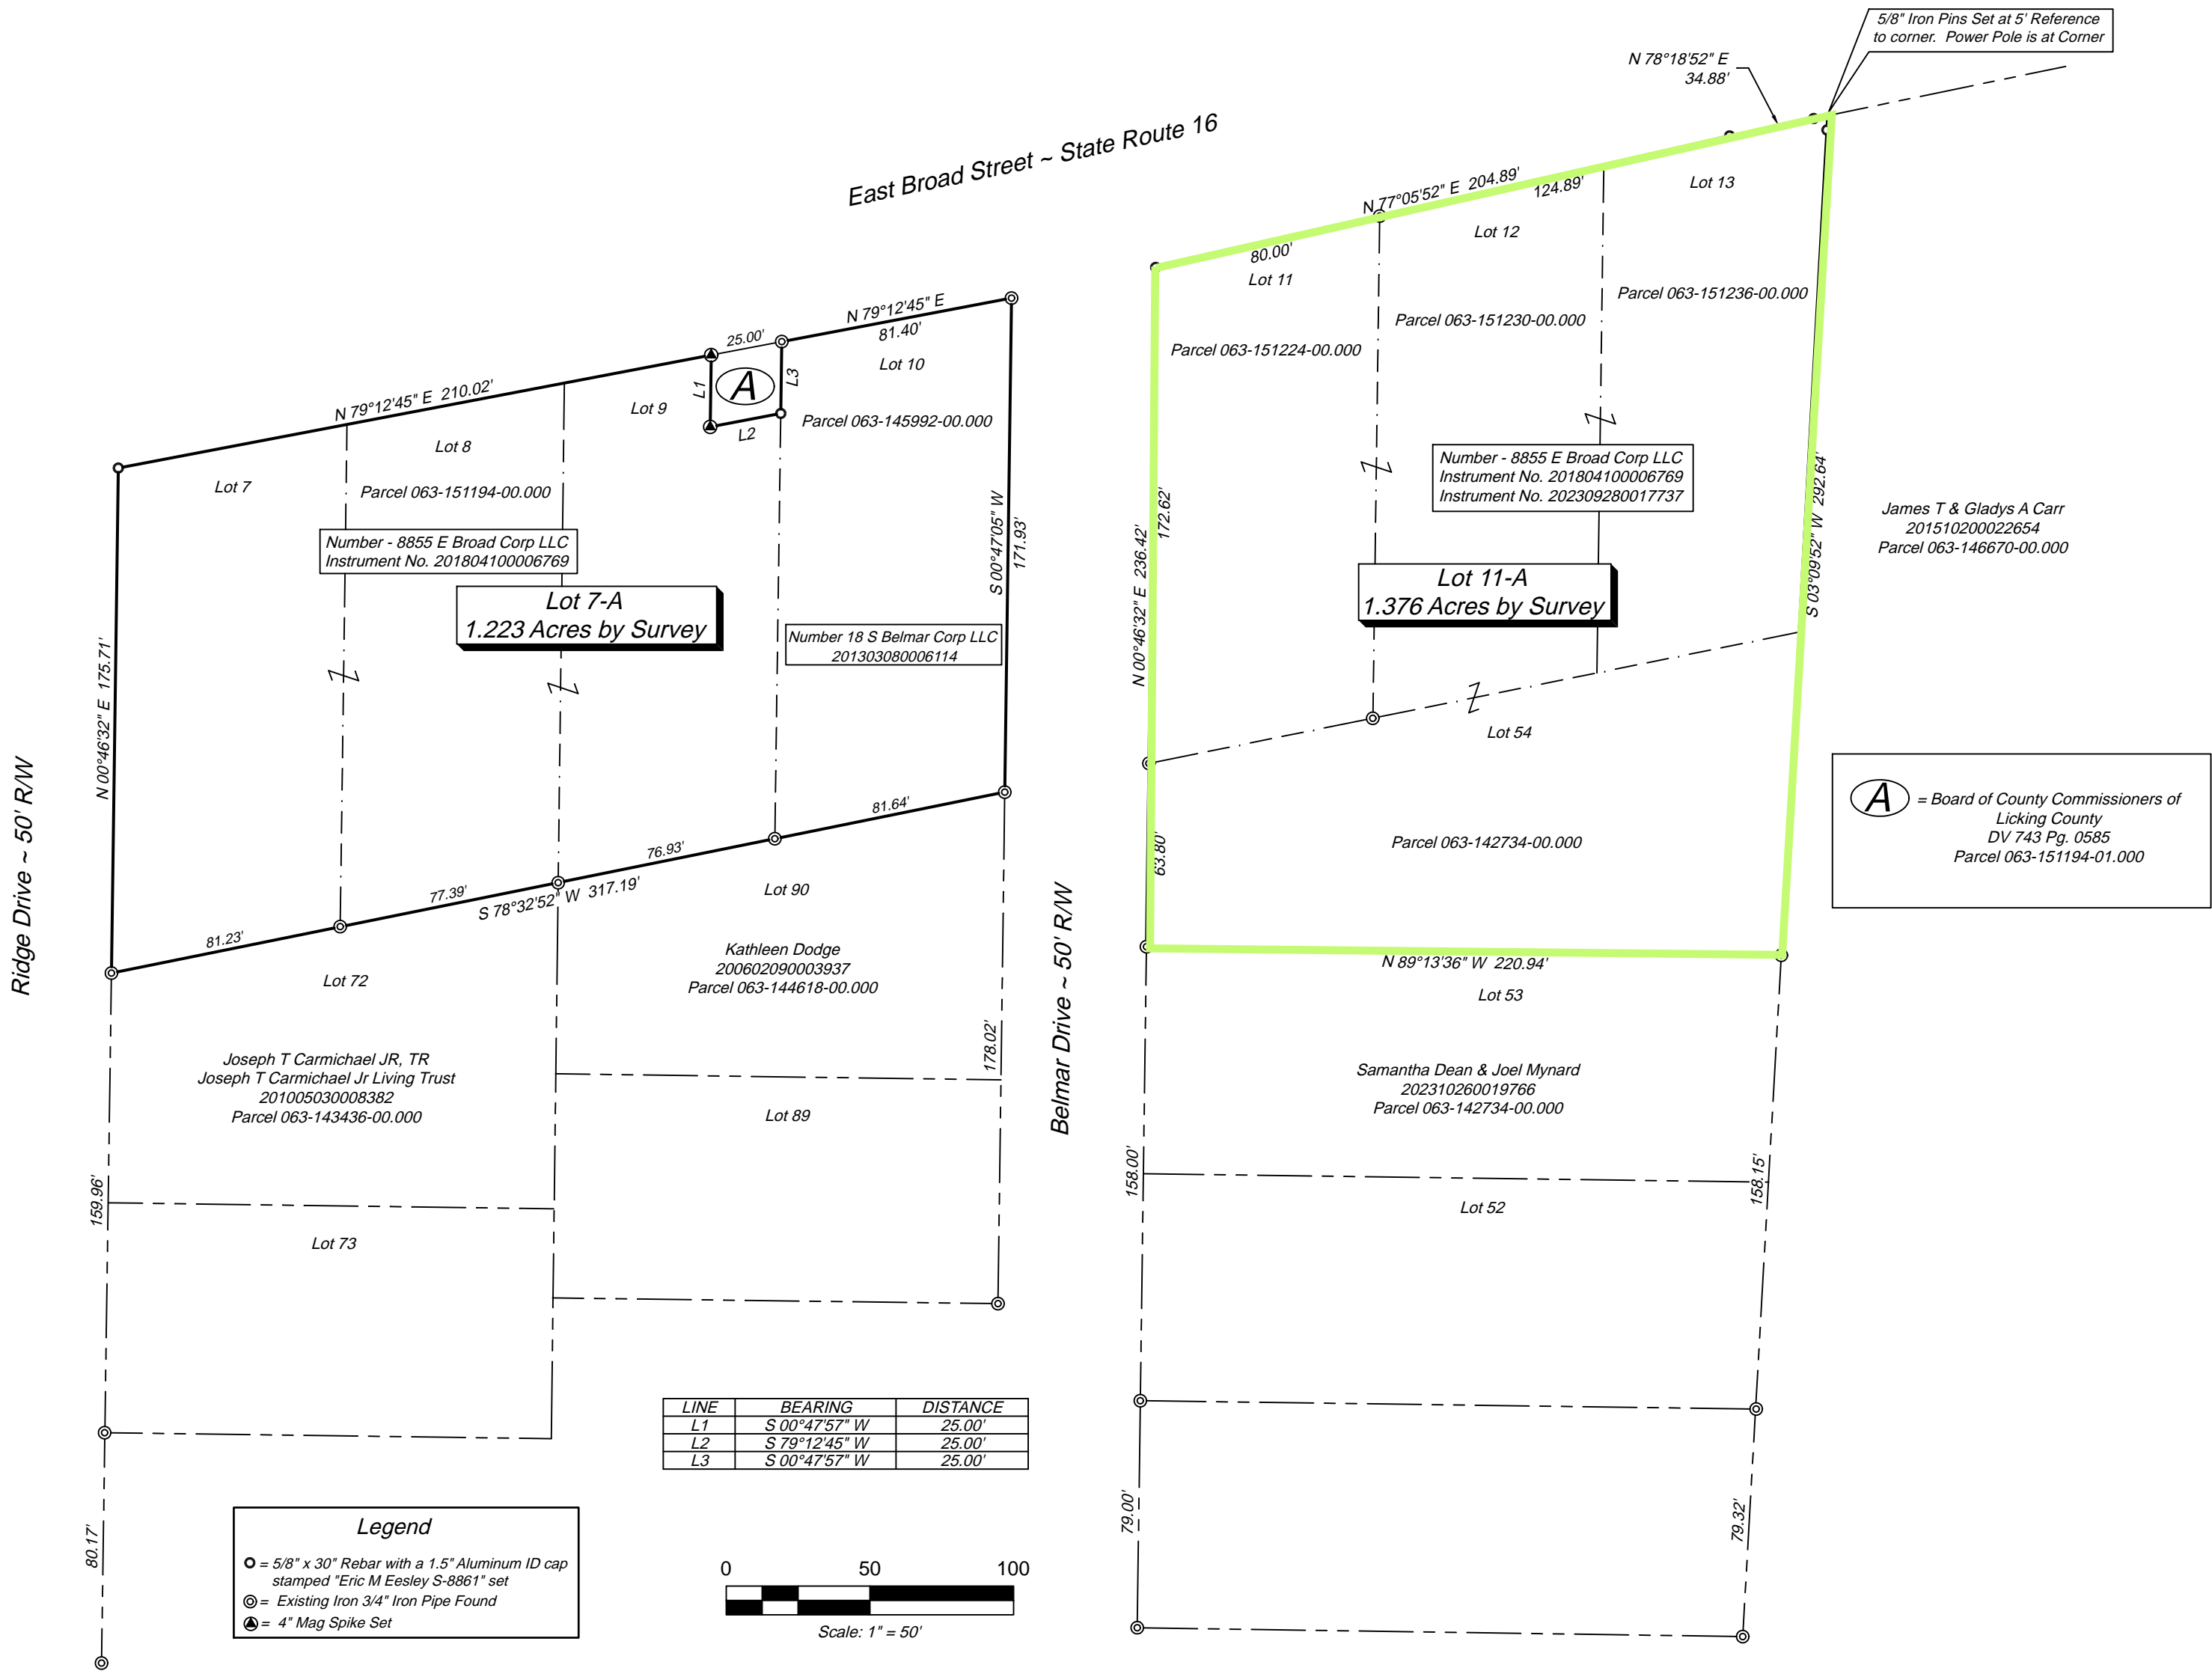 5/8" Iron Pins Set at 5' Reference
to corner. Power Pole is at Corner
N 78°18'52" E
34.88'
East Broad Street ~ State Route 16
N 77°05'52" E 204.89'
124.89'
80.00'
Lot 11
Lot 12
Lot 13
Parcel 063-151224-00.000
Parcel 063-151230-00.000
Parcel 063-151236-00.000
N 79°12'45" E
81.40'
25.00'
Lot 10
L1
A
L3
L2
Parcel 063-145992-00.000
N 79°12'45" E 210.02'
Lot 9
Lot 8
Lot 7
Parcel 063-151194-00.000
Number - 8855 E Broad Corp LLC
Instrument No. 201804100006769
Lot 7-A
1.223 Acres by Survey
Number 18 S Belmar Corp LLC
201303080006114
S 00°47'05" W
171.93'
N 00°46'32" E 175.71'
Ridge Drive ~ 50' R/W
81.23'
77.39'
S 78°32'52" W 317.19'
76.93'
81.64'
Number - 8855 E Broad Corp LLC
Instrument No. 201804100006769
Instrument No. 202309280017737
Lot 11-A
1.376 Acres by Survey
N 00°46'32" E 236.42'
172.62'
63.80'
S 03°09'52" W 292.64'
James T & Gladys A Carr
201510200022654
Parcel 063-146670-00.000
Lot 54
Parcel 063-142734-00.000
A
= Board of County Commissioners of
Licking County
DV 743 Pg. 0585
Parcel 063-151194-01.000
N 89°13'36" W 220.94'
Belmar Drive ~ 50' R/W
Lot 72
Joseph T Carmichael JR, TR
Joseph T Carmichael Jr Living Trust
201005030008382
Parcel 063-143436-00.000
Lot 90
Kathleen Dodge
200602090003937
Parcel 063-144618-00.000
178.02'
Lot 89
Lot 53
Samantha Dean & Joel Mynard
202310260019766
Parcel 063-142734-00.000
158.00'
158.15'
Lot 52
159.96'
Lot 73
80.17'
79.00'
79.32'
LINE BEARING DISTANCE
L1 S 00°47'57" W 25.00'
L2 S 79°12'45" W 25.00'
L3 S 00°47'57" W 25.00'
Legend
= 5/8" x 30" Rebar with a 1.5" Aluminum ID cap
stamped "Eric M Eesley S-8861" set
= Existing Iron 3/4" Iron Pipe Found
= 4" Mag Spike Set
0 50 100
Scale: 1" = 50'